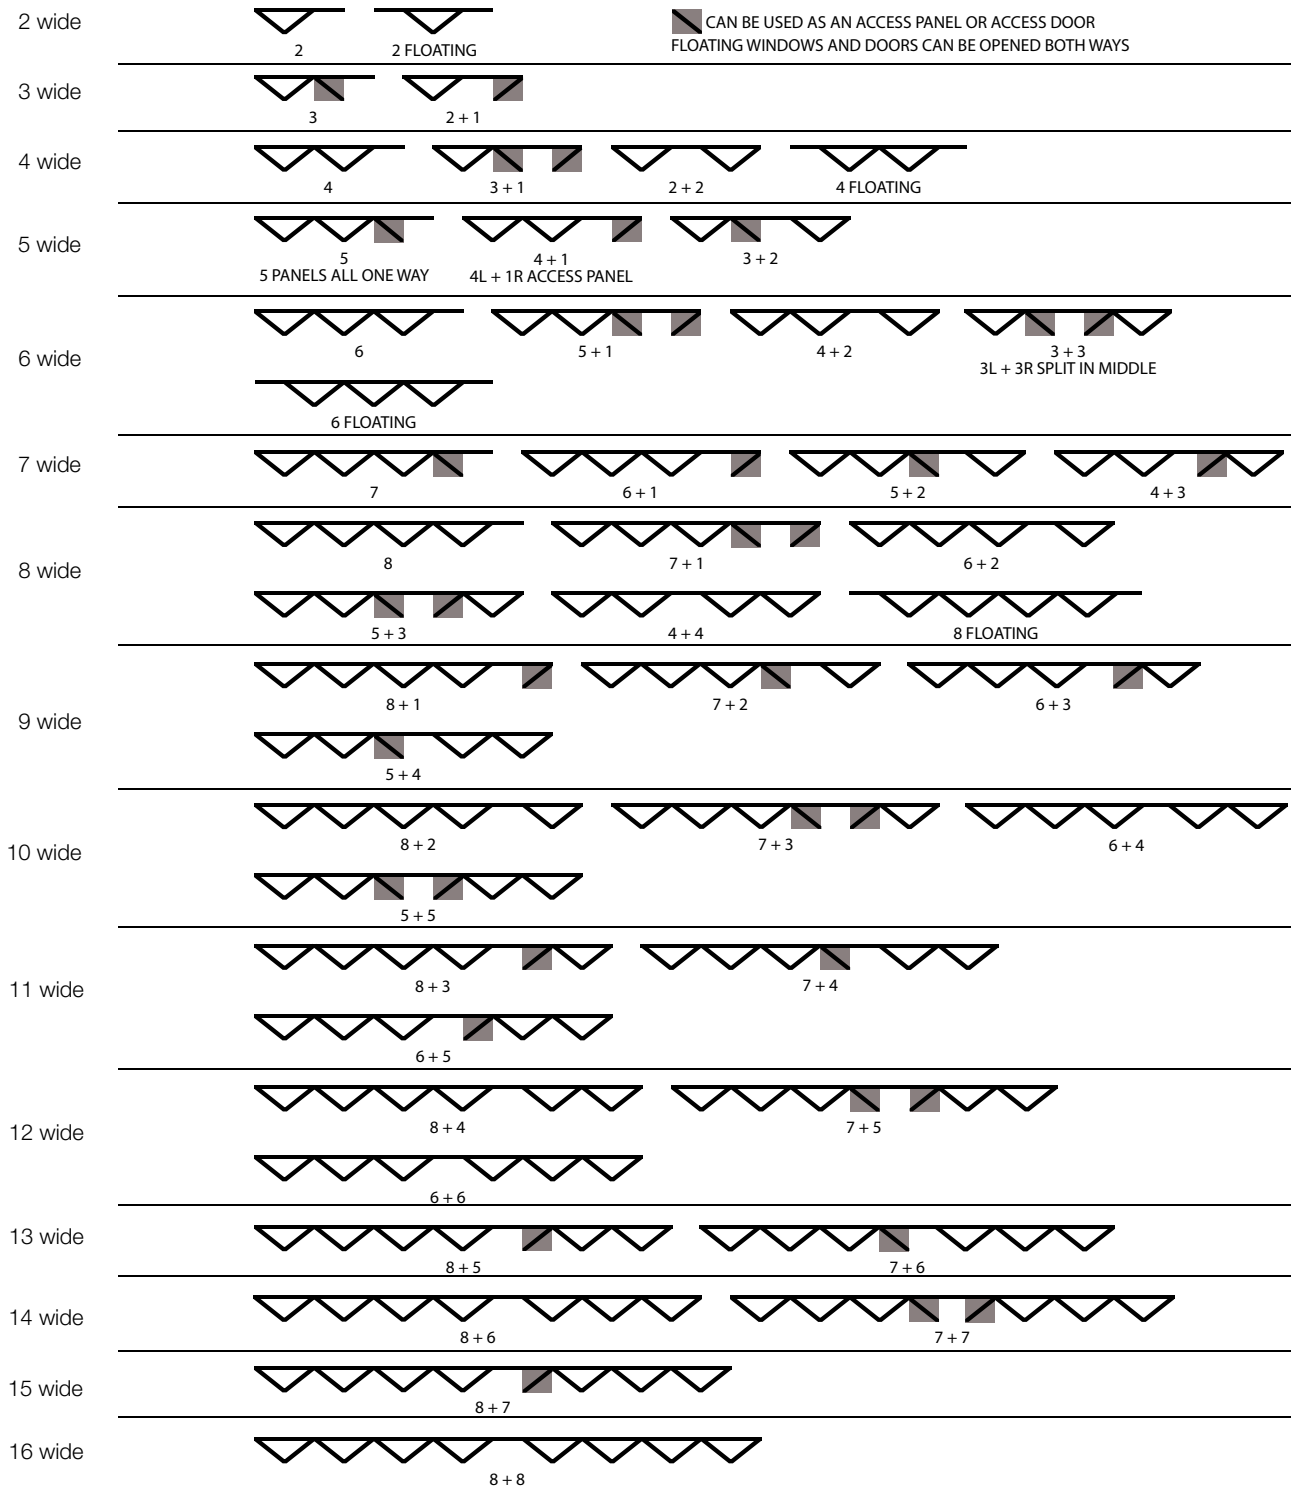 2 wide
2
2 FLOATING
CAN BE USED AS AN ACCESS PANEL OR ACCESS DOOR
FLOATING WINDOWS AND DOORS CAN BE OPENED BOTH WAYS
3 wide
3
2 + 1
4 wide
4
3 + 1
2 + 2
4 FLOATING
5 wide
5
5 PANELS ALL ONE WAY
4 + 1
4L + 1R ACCESS PANEL
3 + 2
6 wide
6
5 + 1
4 + 2
3 + 3
3L + 3R SPLIT IN MIDDLE
6 FLOATING
7 wide
7
6 + 1
5 + 2
4 + 3
8 wide
8
7 + 1
6 + 2
5 + 3
4 + 4
8 FLOATING
9 wide
8 + 1
7 + 2
6 + 3
5 + 4
10 wide
8 + 2
7 + 3
6 + 4
5 + 5
11 wide
8 + 3
7 + 4
6 + 5
12 wide
8 + 4
7 + 5
6 + 6
13 wide
8 + 5
7 + 6
14 wide
8 + 6
7 + 7
15 wide
8 + 7
16 wide
8 + 8